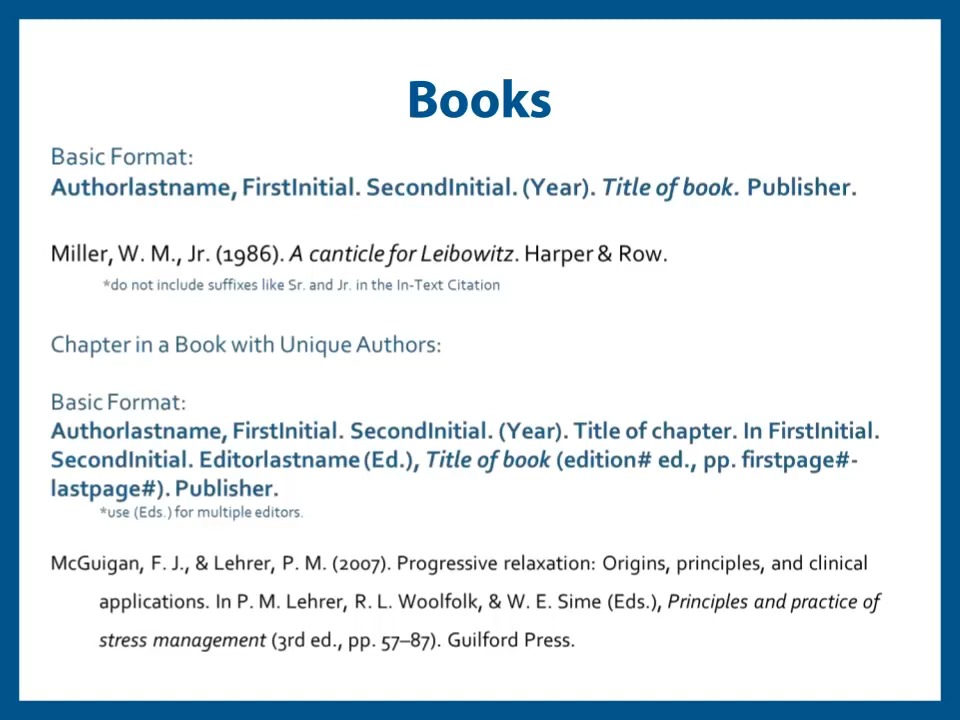 Books
Basic Format:
Authorlastname, FirstInitial. SecondInitial. (Year). Title of book. Publisher.
Miller, W. M., Jr. (1986). A canticle for Leibowitz. Harper & Row.
*do not include suffixes like Sr. and Jr. in the In-Text Citation
Chapter in a Book with Unique Authors:
Basic Format:
Authorlastname, FirstInitial. SecondInitial. (Year). Title of chapter. In FirstInitial.
SecondInitial. Editorlastname (Ed.), Title of book (edition# ed., pp. firstpage#-
lastpage#). Publisher.
*use (Eds.) for multiple editors.
McGuigan, F. J., & Lehrer, P. M. (2007). Progressive relaxation: Origins, principles, and clinical
applications. In P. M. Lehrer, R. L. Woolfolk, & W. E. Sime (Eds.), Principles and practice of
stress management (3rd ed., pp. 57–87). Guilford Press.